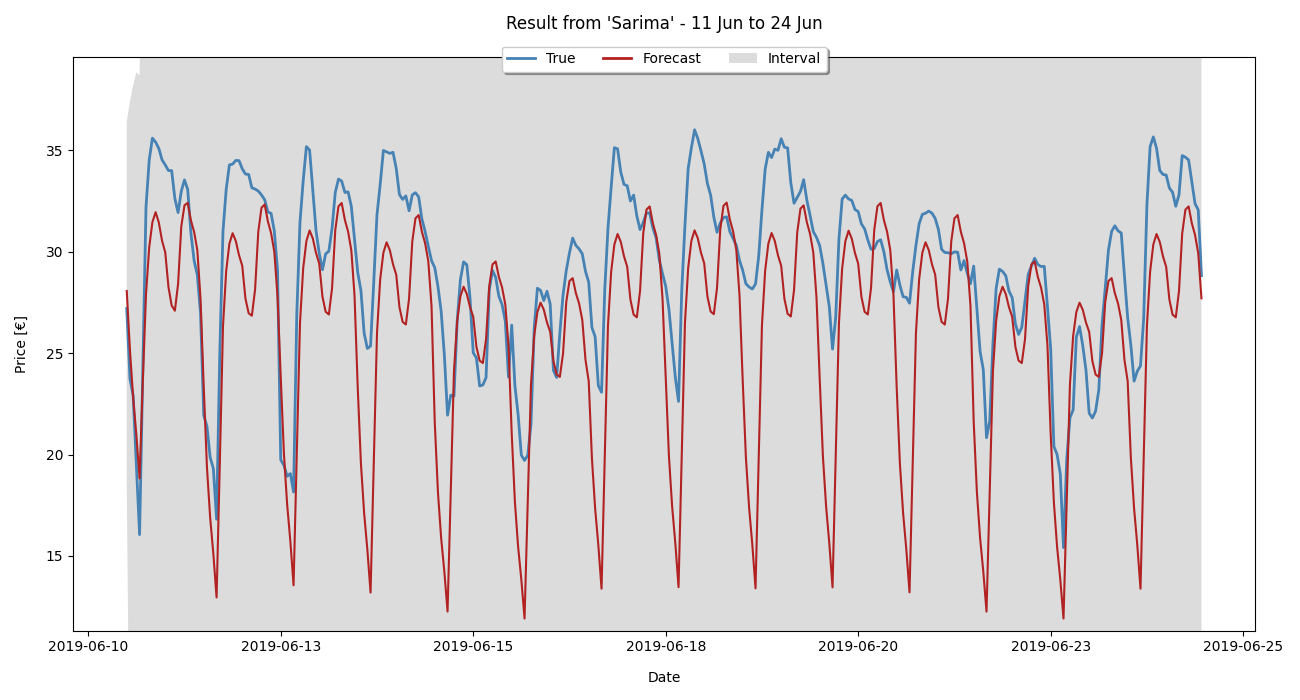 Result from 'Sarima' - 11 Jun to 24 Jun
True Forecast Interval
35
30
25
20
15
Price [€]
2019-06-10 2019-06-13 2019-06-15 2019-06-18 2019-06-20 2019-06-23 2019-06-25
Date